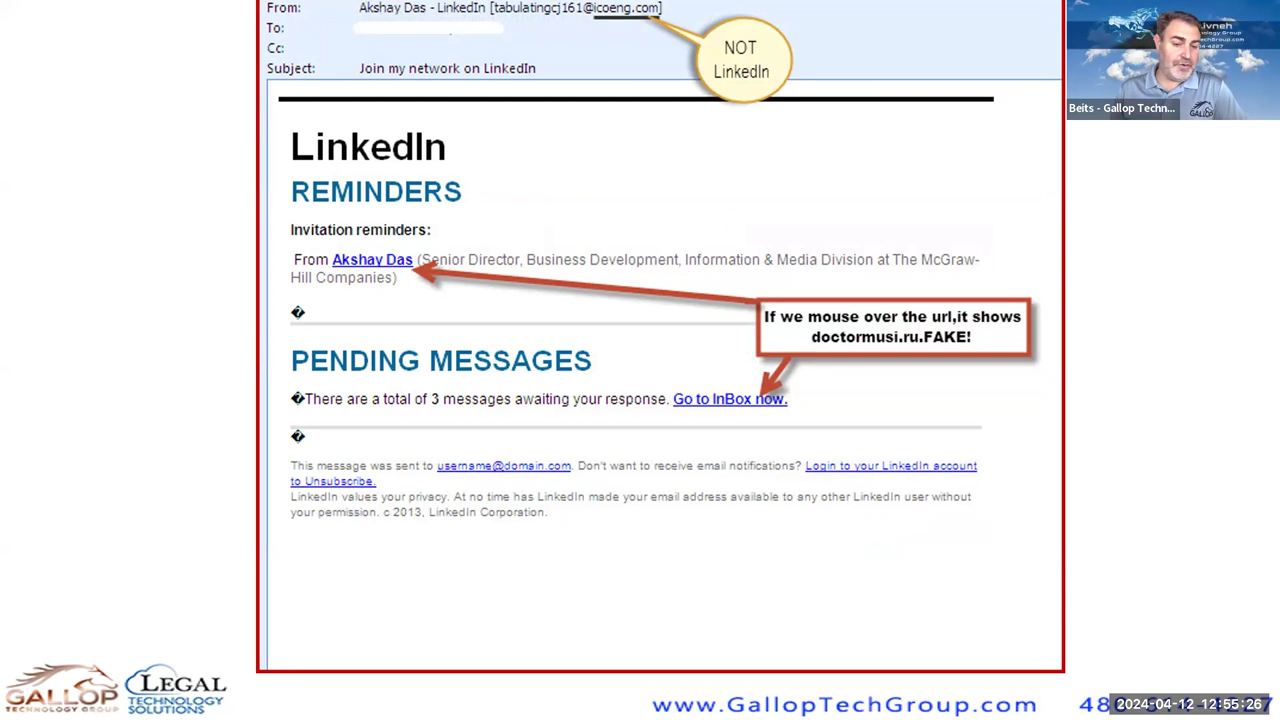 From: Akshay Das - LinkedIn [tabulatingcj161@icoeng.com]
To:
Cc:
Subject: Join my network on LinkedIn
NOT
LinkedIn
LinkedIn
REMINDERS
Invitation reminders:
From Akshay Das (Senior Director, Business Development, Information & Media Division at The McGraw-
Hill Companies)
�
If we mouse over the url,it shows
doctormusi.ru.FAKE!
PENDING MESSAGES
�There are a total of 3 messages awaiting your response. Go to InBox now.
�
This message was sent to username@domain.com. Don't want to receive email notifications? Login to your LinkedIn account
to Unsubscribe.
LinkedIn values your privacy. At no time has LinkedIn made your email address available to any other LinkedIn user without
your permission. c 2013, LinkedIn Corporation.
Beits - Gallop Techn...
GALLOP
GALLOP
TECHNOLOGY GROUP
LEGAL
TECHNOLOGY
SOLUTIONS
www.GallopTechGroup.com
2024-04-12 12:55:26